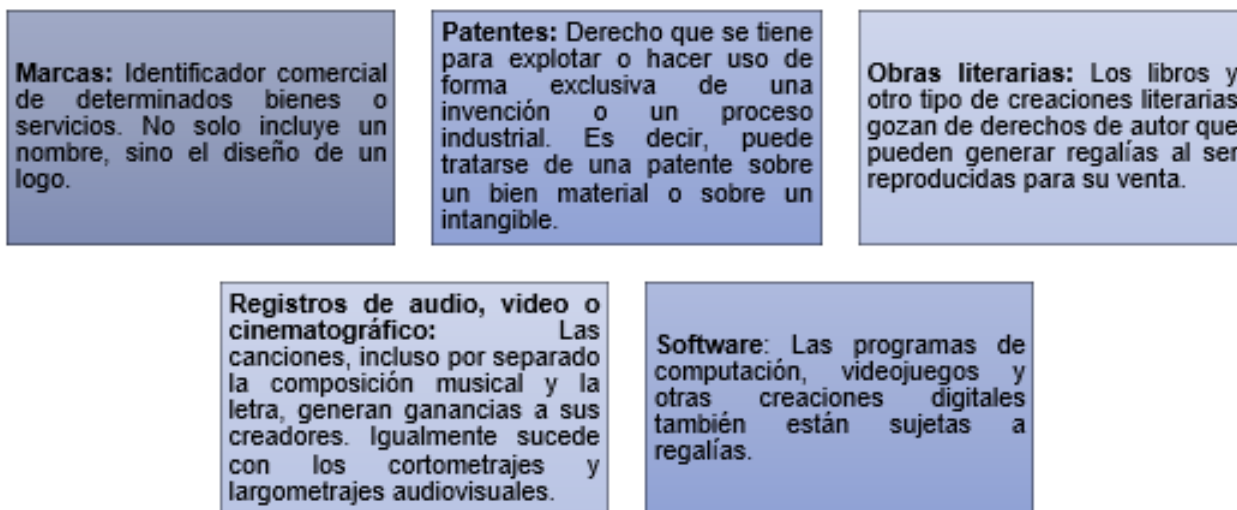 Marcas: Identificador comercial
de determinados bienes o
servicios. No solo incluye un
nombre, sino el diseño de un
logo.
Patentes: Derecho que se tiene
para explotar o hacer uso de
forma exclusiva de una
invención o un proceso
industrial. Es decir, puede
tratarse de una patente sobre
un bien material o sobre un
intangible.
Obras literarias: Los libros y
otro tipo de creaciones literarias
gozan de derechos de autor que
pueden generar regalías al ser
reproducidas para su venta.
Registros de audio, video o
cinematográfico: Las
canciones, incluso por separado
la composición musical y la
letra, generan ganancias a sus
creadores. Igualmente sucede
con los cortometrajes y
largometrajes audiovisuales.
Software: Las programas de
computación, videojuegos y
otras creaciones digitales
también están sujetas a
regalías.